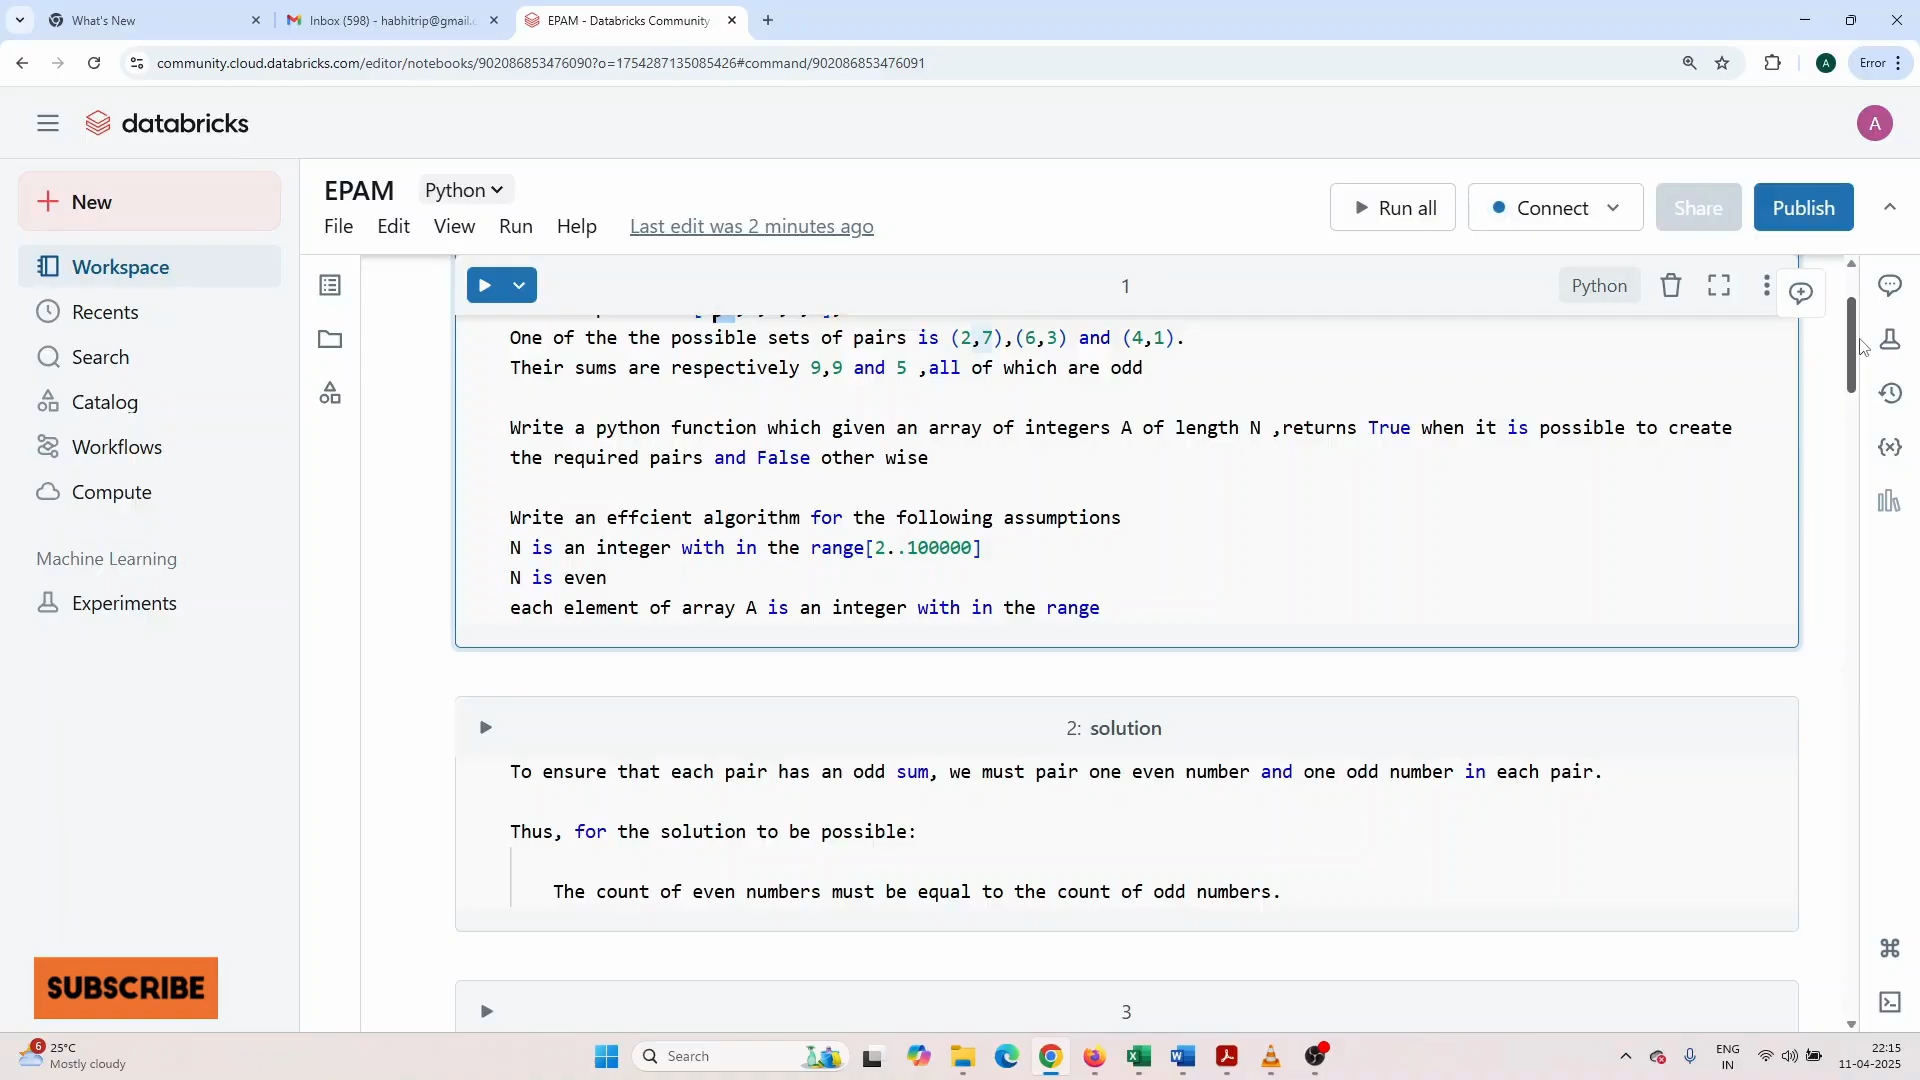 What's New
Inbox (598) - habhitrip@gmail.c
EPAM - Databricks Community
community.cloud.databricks.com/editor/notebooks/902086853476090?o=1754287135085426#command/902086853476091
A
Error
databricks
A
New
Workspace
Recents
Search
Catalog
Workflows
Compute
Machine Learning
Experiments
EPAM
Python
File Edit View Run Help Last edit was 2 minutes ago
Run all
Connect
Share
Publish
1
Python
One of the the possible sets of pairs is (2,7),(6,3) and (4,1).
Their sums are respectively 9,9 and 5 ,all of which are odd
Write a python function which given an array of integers A of length N ,returns True when it is possible to create
the required pairs and False other wise
Write an effcient algorithm for the following assumptions
N is an integer with in the range[2..100000]
N is even
each element of array A is an integer with in the range
2: solution
To ensure that each pair has an odd sum, we must pair one even number and one odd number in each pair.
Thus, for the solution to be possible:
The count of even numbers must be equal to the count of odd numbers.
3
SUBSCRIBE
6
25°C
Mostly cloudy
Search
ENG
IN
22:15
11-04-2025